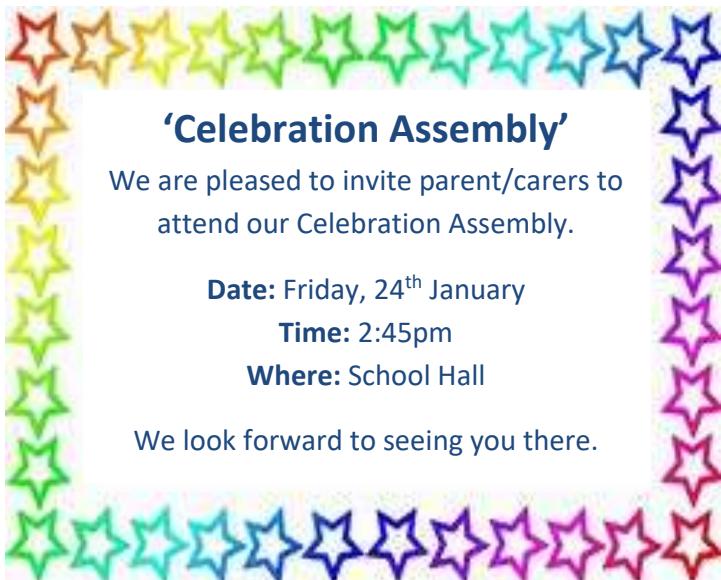 ‘Celebration Assembly’
We are pleased to invite parent/carers to
attend our Celebration Assembly.
Date: Friday, 24th January
Time: 2:45pm
Where: School Hall
We look forward to seeing you there.